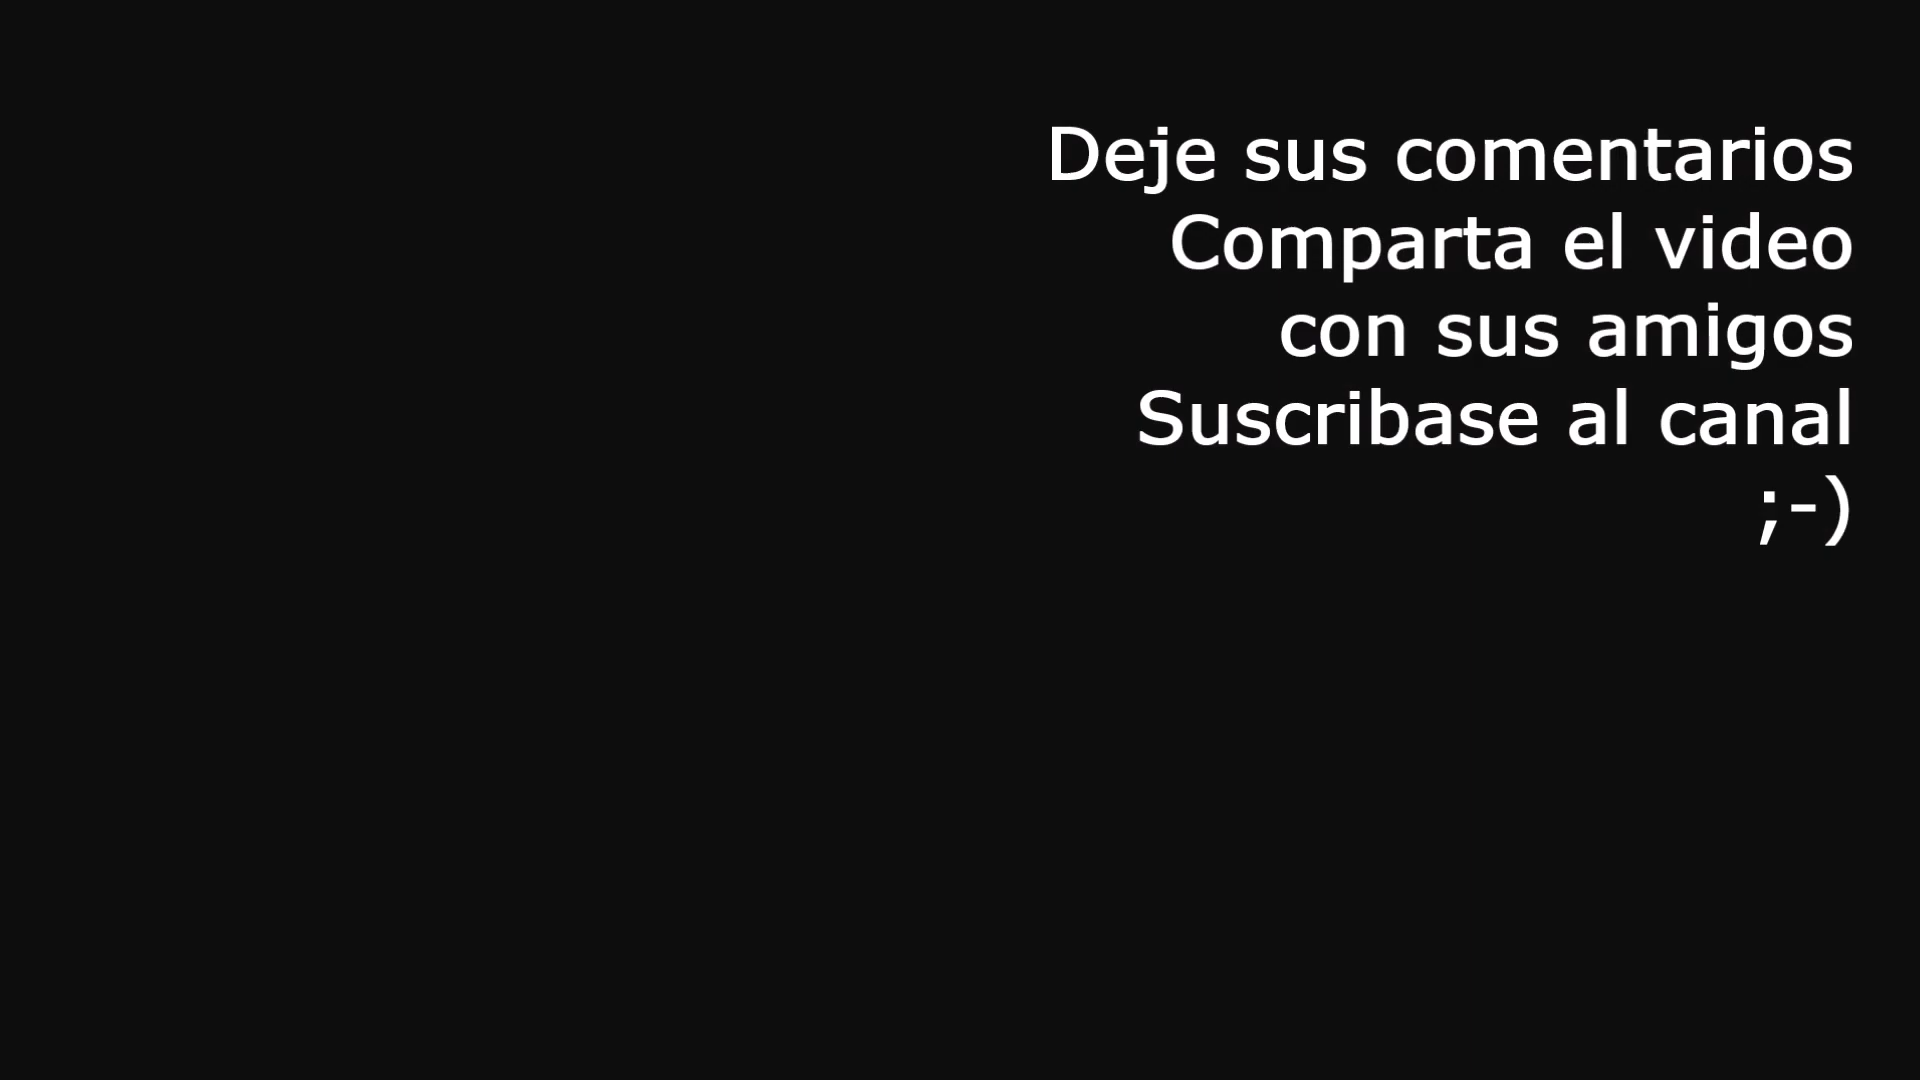 Deje sus comentarios
Comparta el video
con sus amigos
Suscribase al canal
;-)